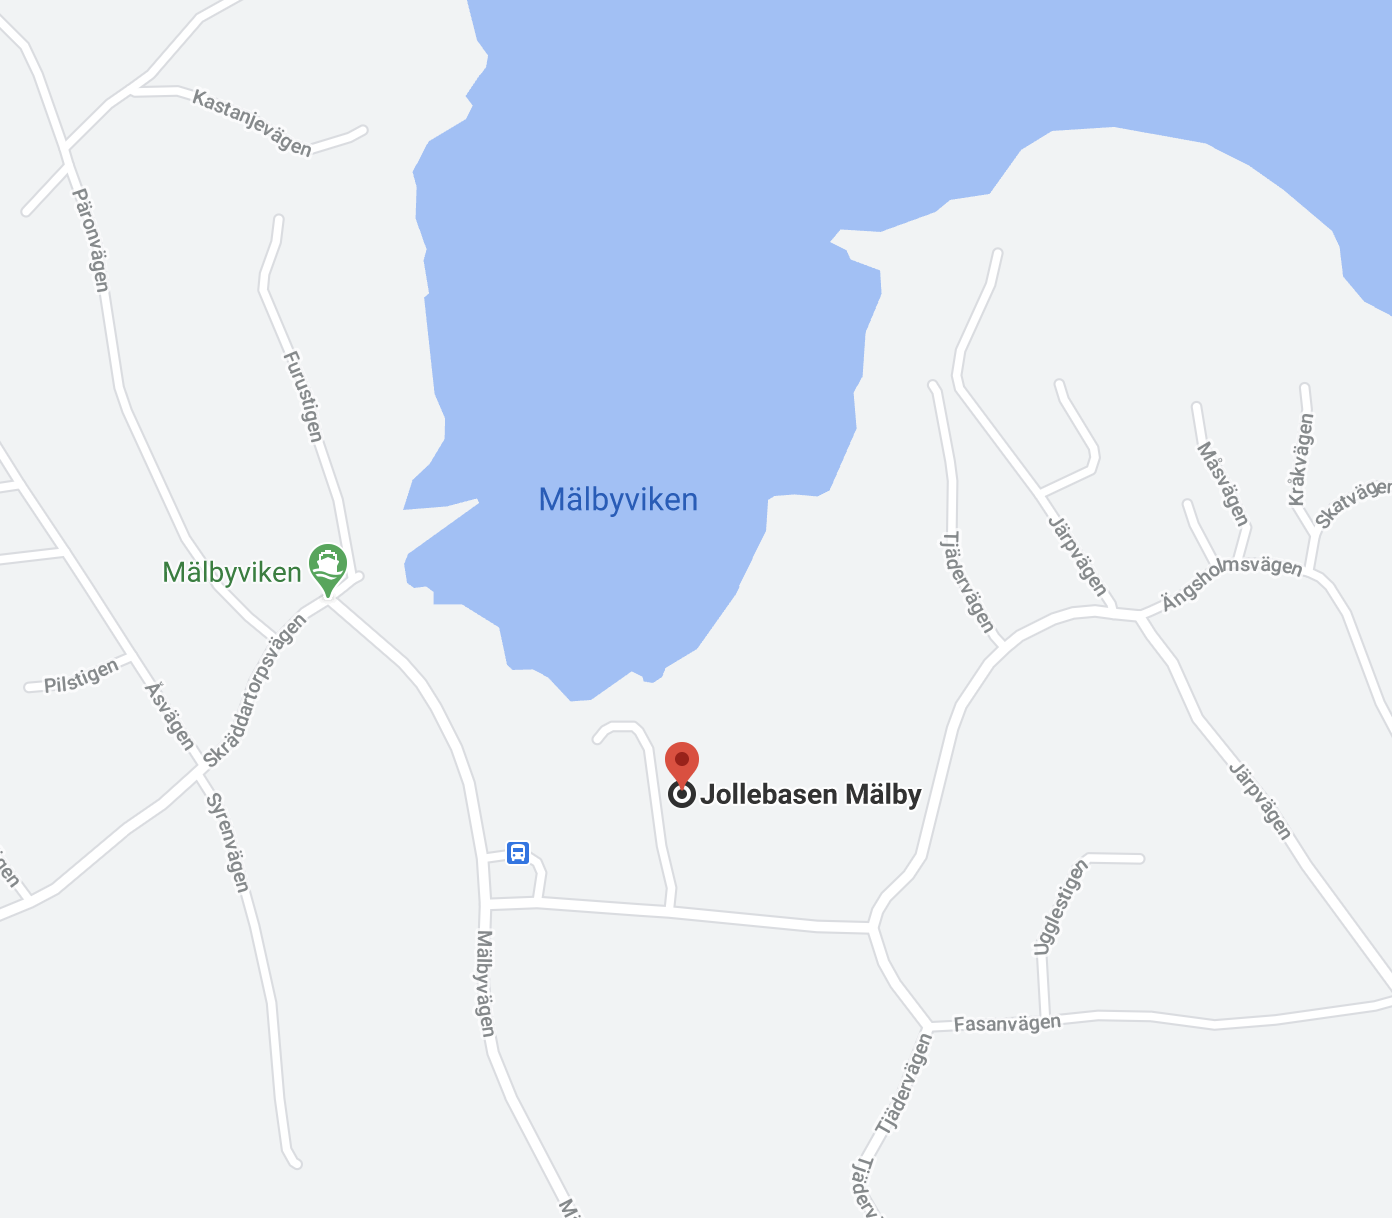 Kastanjevägen
Päronvägen
Furustigen
Måsvägen
Kråkvägen
Skatvägen
Mälbyviken
Järpvägen
Tjädervägen
Ängsholmsvägen
Mälbyviken
Pilstigen
Åsvägen
Skräddartorpsvägen
Jollebasen Mälby
Syrenvägen
Järpvägen
Ugglestigen
Mälbyvägen
Fasanvägen
Tjädervägen